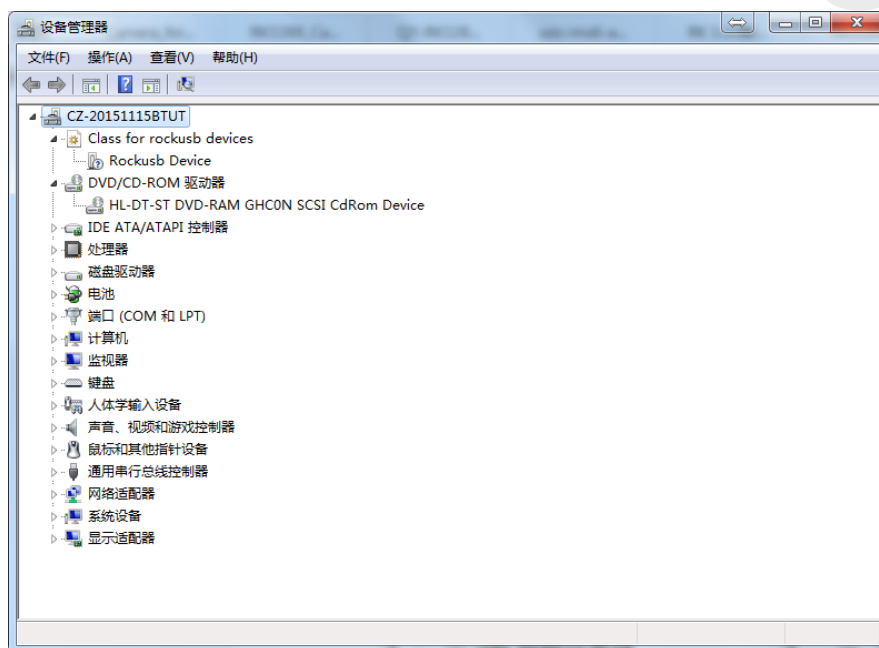 设备管理器
文件(F) 操作(A) 查看(V) 帮助(H)
CZ-20151115BTUT
Class for rockusb devices
Rockusb Device
DVD/CD-ROM 驱动器
HL-DT-ST DVD-RAM GHC0N SCSI CdRom Device
IDE ATA/ATAPI 控制器
处理器
磁盘驱动器
电池
端口 (COM 和 LPT)
计算机
监视器
键盘
人体学输入设备
声音、视频和游戏控制器
鼠标和其他指针设备
通用串行总线控制器
网络适配器
系统设备
显示适配器